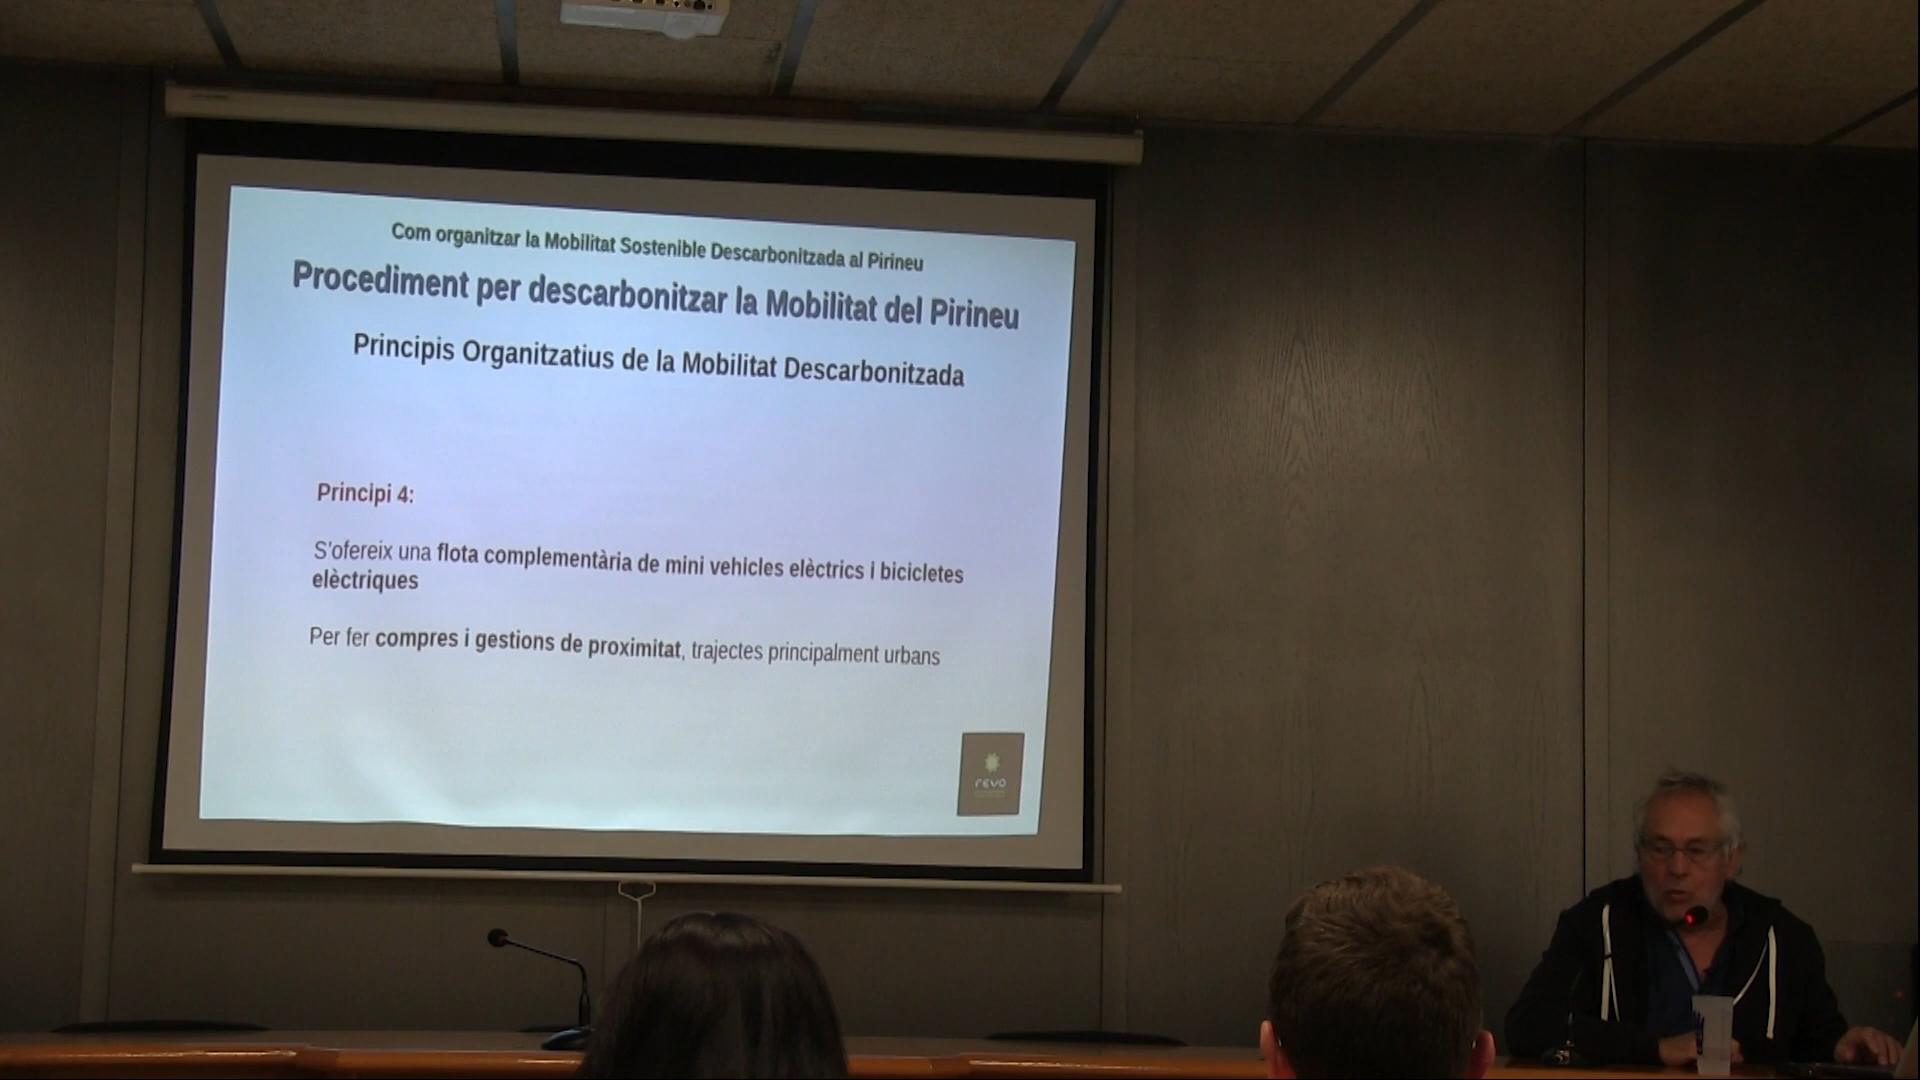 Com organitzar la Mobilitat Sostenible Descarbonitzada al Pirineu
Procediment per descarbonitzar la Mobilitat del Pirineu
Principis Organitzatius de la Mobilitat Descarbonitzada
Principi 4:
S'ofereix una flota complementària de mini vehicles elèctrics i bicicletes
elèctriques
Per fer compres i gestions de proximitat, trajectes principalment urbans
revo